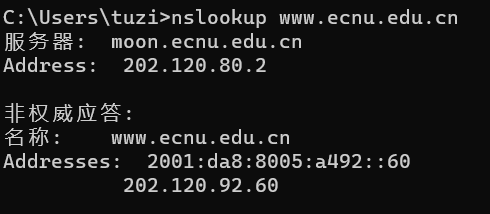 C:\Users\tuzi>nslookup www.ecnu.edu.cn
服务器:  moon.ecnu.edu.cn
Address:  202.120.80.2

非权威应答:
名称:    www.ecnu.edu.cn
Addresses:  2001:da8:8005:a492::60
          202.120.92.60